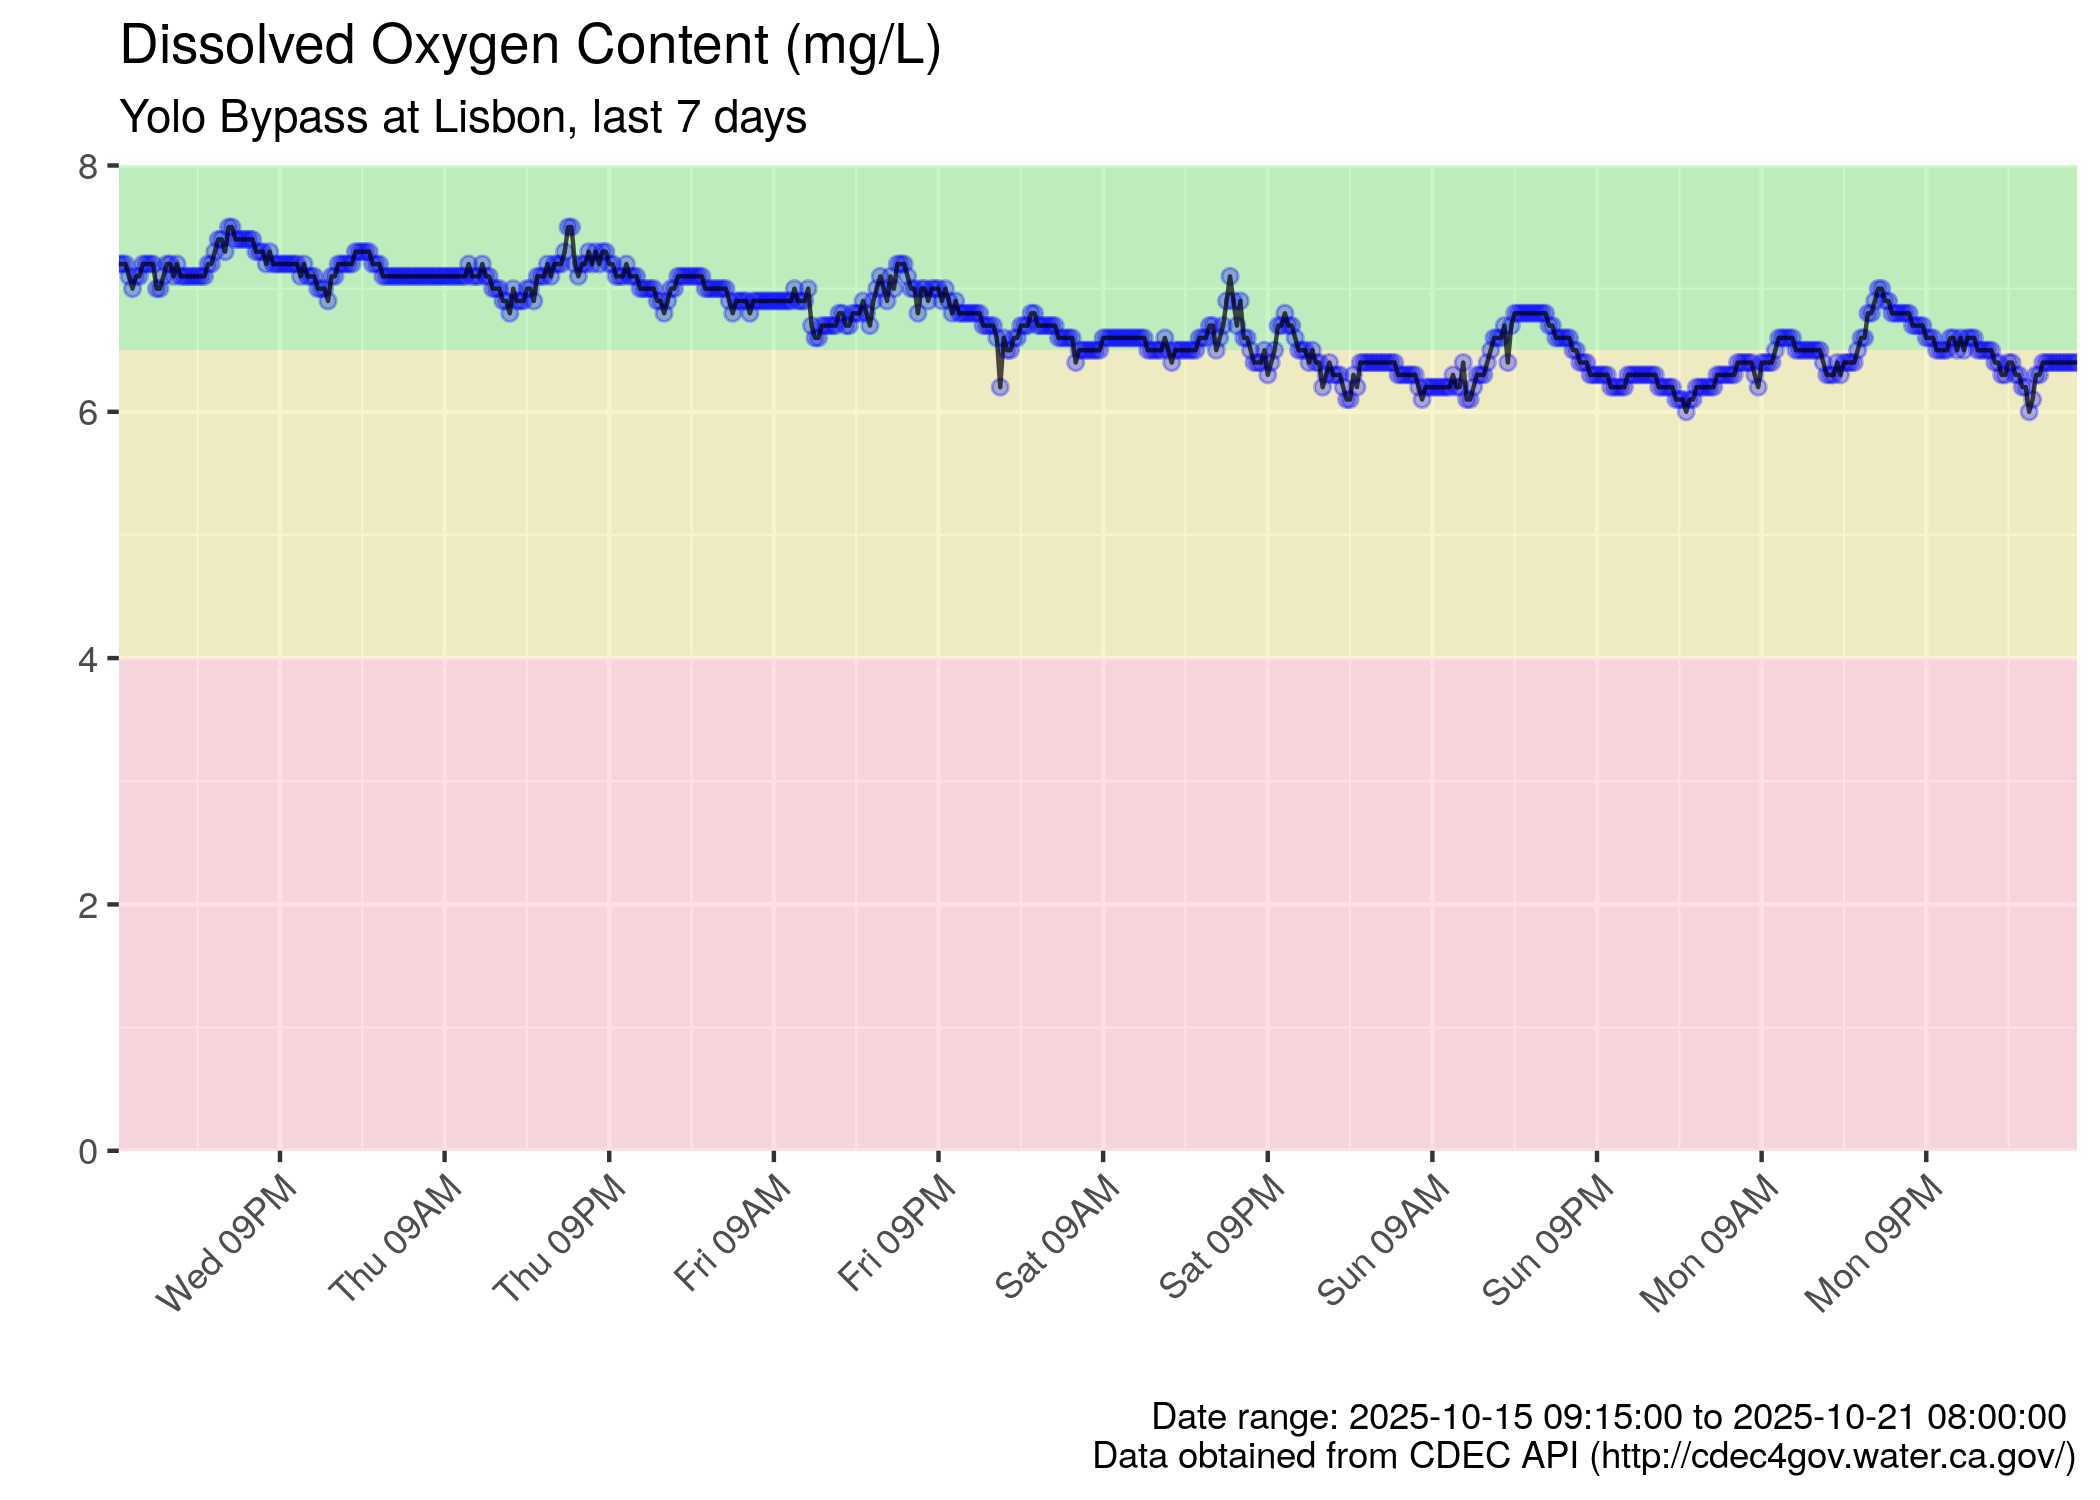 Dissolved Oxygen Content (mg/L)
Yolo Bypass at Lisbon, last 7 days
8
6
4
2
0
Wed 09PM
Thu 09AM
Thu 09PM
Fri 09AM
Fri 09PM
Sat 09AM
Sat 09PM
Sun 09AM
Sun 09PM
Mon 09AM
Mon 09PM
Date range: 2025-10-15 09:15:00 to 2025-10-21 08:00:00
Data obtained from CDEC API (http://cdec4gov.water.ca.gov/)